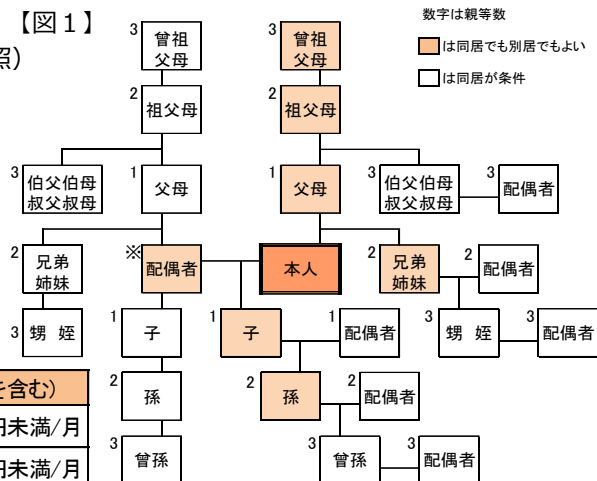 【図１】
照）
数字は親等数
は同居でも別居でもよい
は同居が条件
3 曾祖
父母
3 曾祖
父母
2 祖父母
2 祖父母
3 伯父伯母
叔父叔母
1 父母
1 父母
3 伯父伯母
叔父叔母
3 配偶者
2 兄弟
姉妹
※ 配偶者
本人
2 兄弟
姉妹
2 配偶者
3 甥 姪
1 子
1 子
1 配偶者
3 甥 姪
3 配偶者
2 孫
2 孫
2 配偶者
3 曾孫
3 曾孫
3 配偶者
を含む）
円未満/月
円未満/月